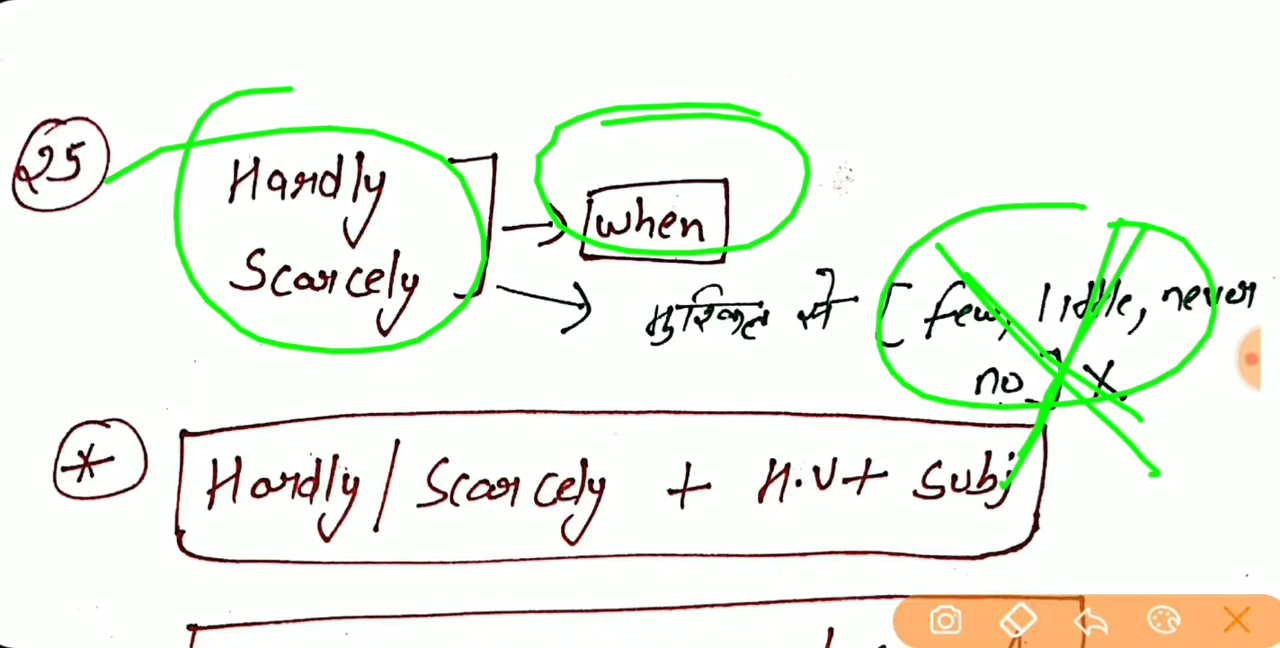 25
Hardly
Scarcely
→ when
→ मुश्किल से [few, little, never
no] X
* Hardly / Scarcely + H.V + Subj